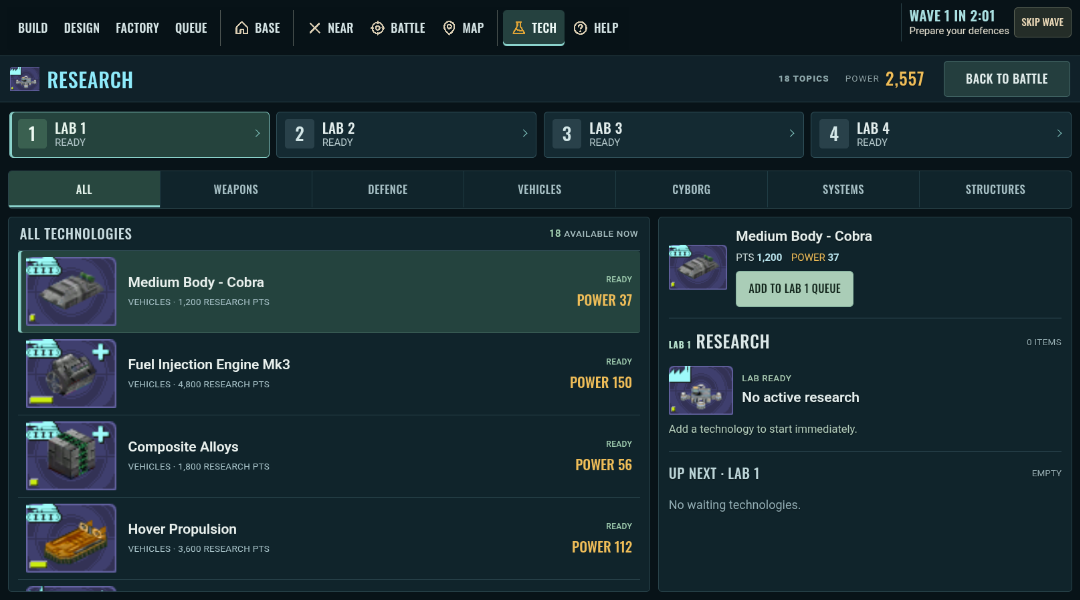 BUILD DESIGN FACTORY QUEUE BASE NEAR BATTLE MAP TECH HELP
WAVE 1 IN 2:01
Prepare your defences
SKIP WAVE
RESEARCH
18 TOPICS POWER 2,557
BACK TO BATTLE
1 LAB 1
READY
2 LAB 2
READY
3 LAB 3
READY
4 LAB 4
READY
ALL WEAPONS DEFENCE VEHICLES CYBORG SYSTEMS STRUCTURES
ALL TECHNOLOGIES
18 AVAILABLE NOW
Medium Body - Cobra
VEHICLES · 1,200 RESEARCH PTS
READY
POWER 37
Fuel Injection Engine Mk3
VEHICLES · 4,800 RESEARCH PTS
READY
POWER 150
Composite Alloys
VEHICLES · 1,800 RESEARCH PTS
READY
POWER 56
Hover Propulsion
VEHICLES · 3,600 RESEARCH PTS
READY
POWER 112
Medium Body - Cobra
PTS 1,200 POWER 37
ADD TO LAB 1 QUEUE
LAB 1 RESEARCH
0 ITEMS
LAB READY
No active research
Add a technology to start immediately.
UP NEXT · LAB 1
EMPTY
No waiting technologies.